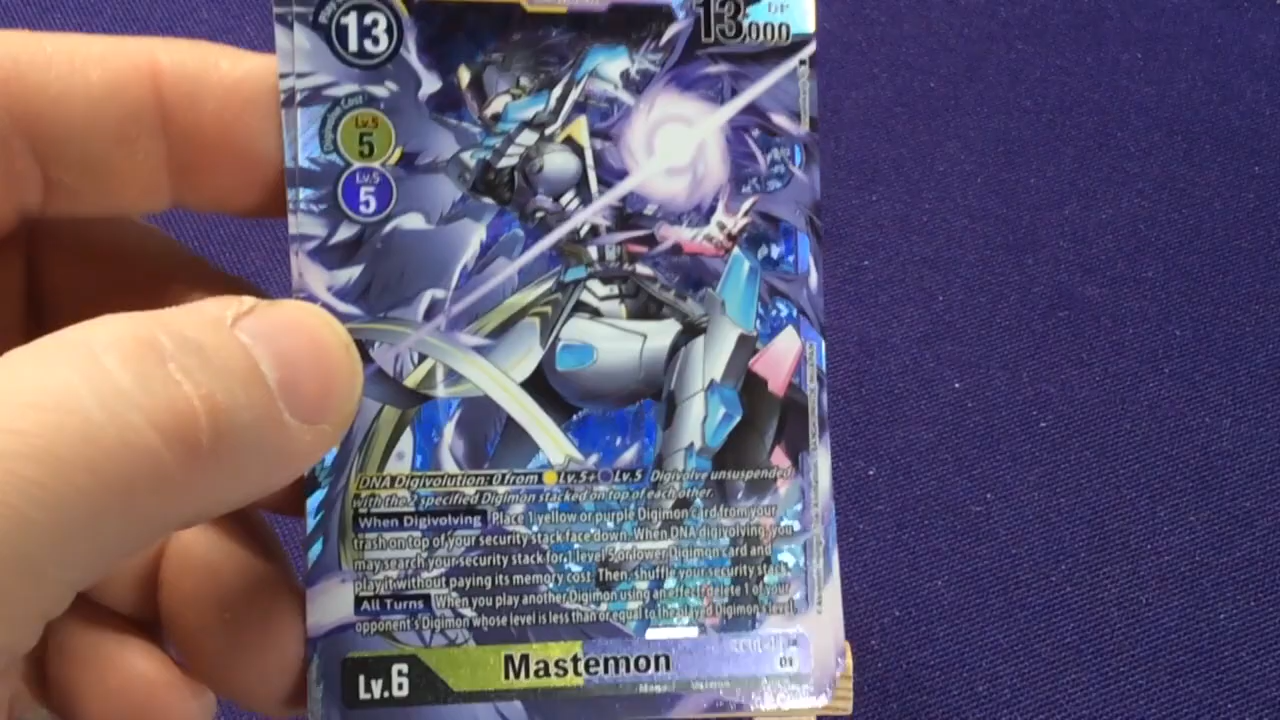 13
DP
13,000
Digivolution Cost
Lv.5
5
Lv.5
5
DNA Digivolution: 0 from Lv.5+ Lv.5 Digivolve unsuspended
with the 2 specified Digimon stacked on top of each other.
When Digivolving Place 1 yellow or purple Digimon card from your
trash on top of your security stack face down. When DNA digivolving, you
may search your security stack for 1 level 5 or lower Digimon card and
play it without paying its memory cost. Then, shuffle your security stack.
All Turns When you play another Digimon using an effect, delete 1 of your
opponent's Digimon whose level is less than or equal to the played Digimon's level.
Mastemon
Lv.6